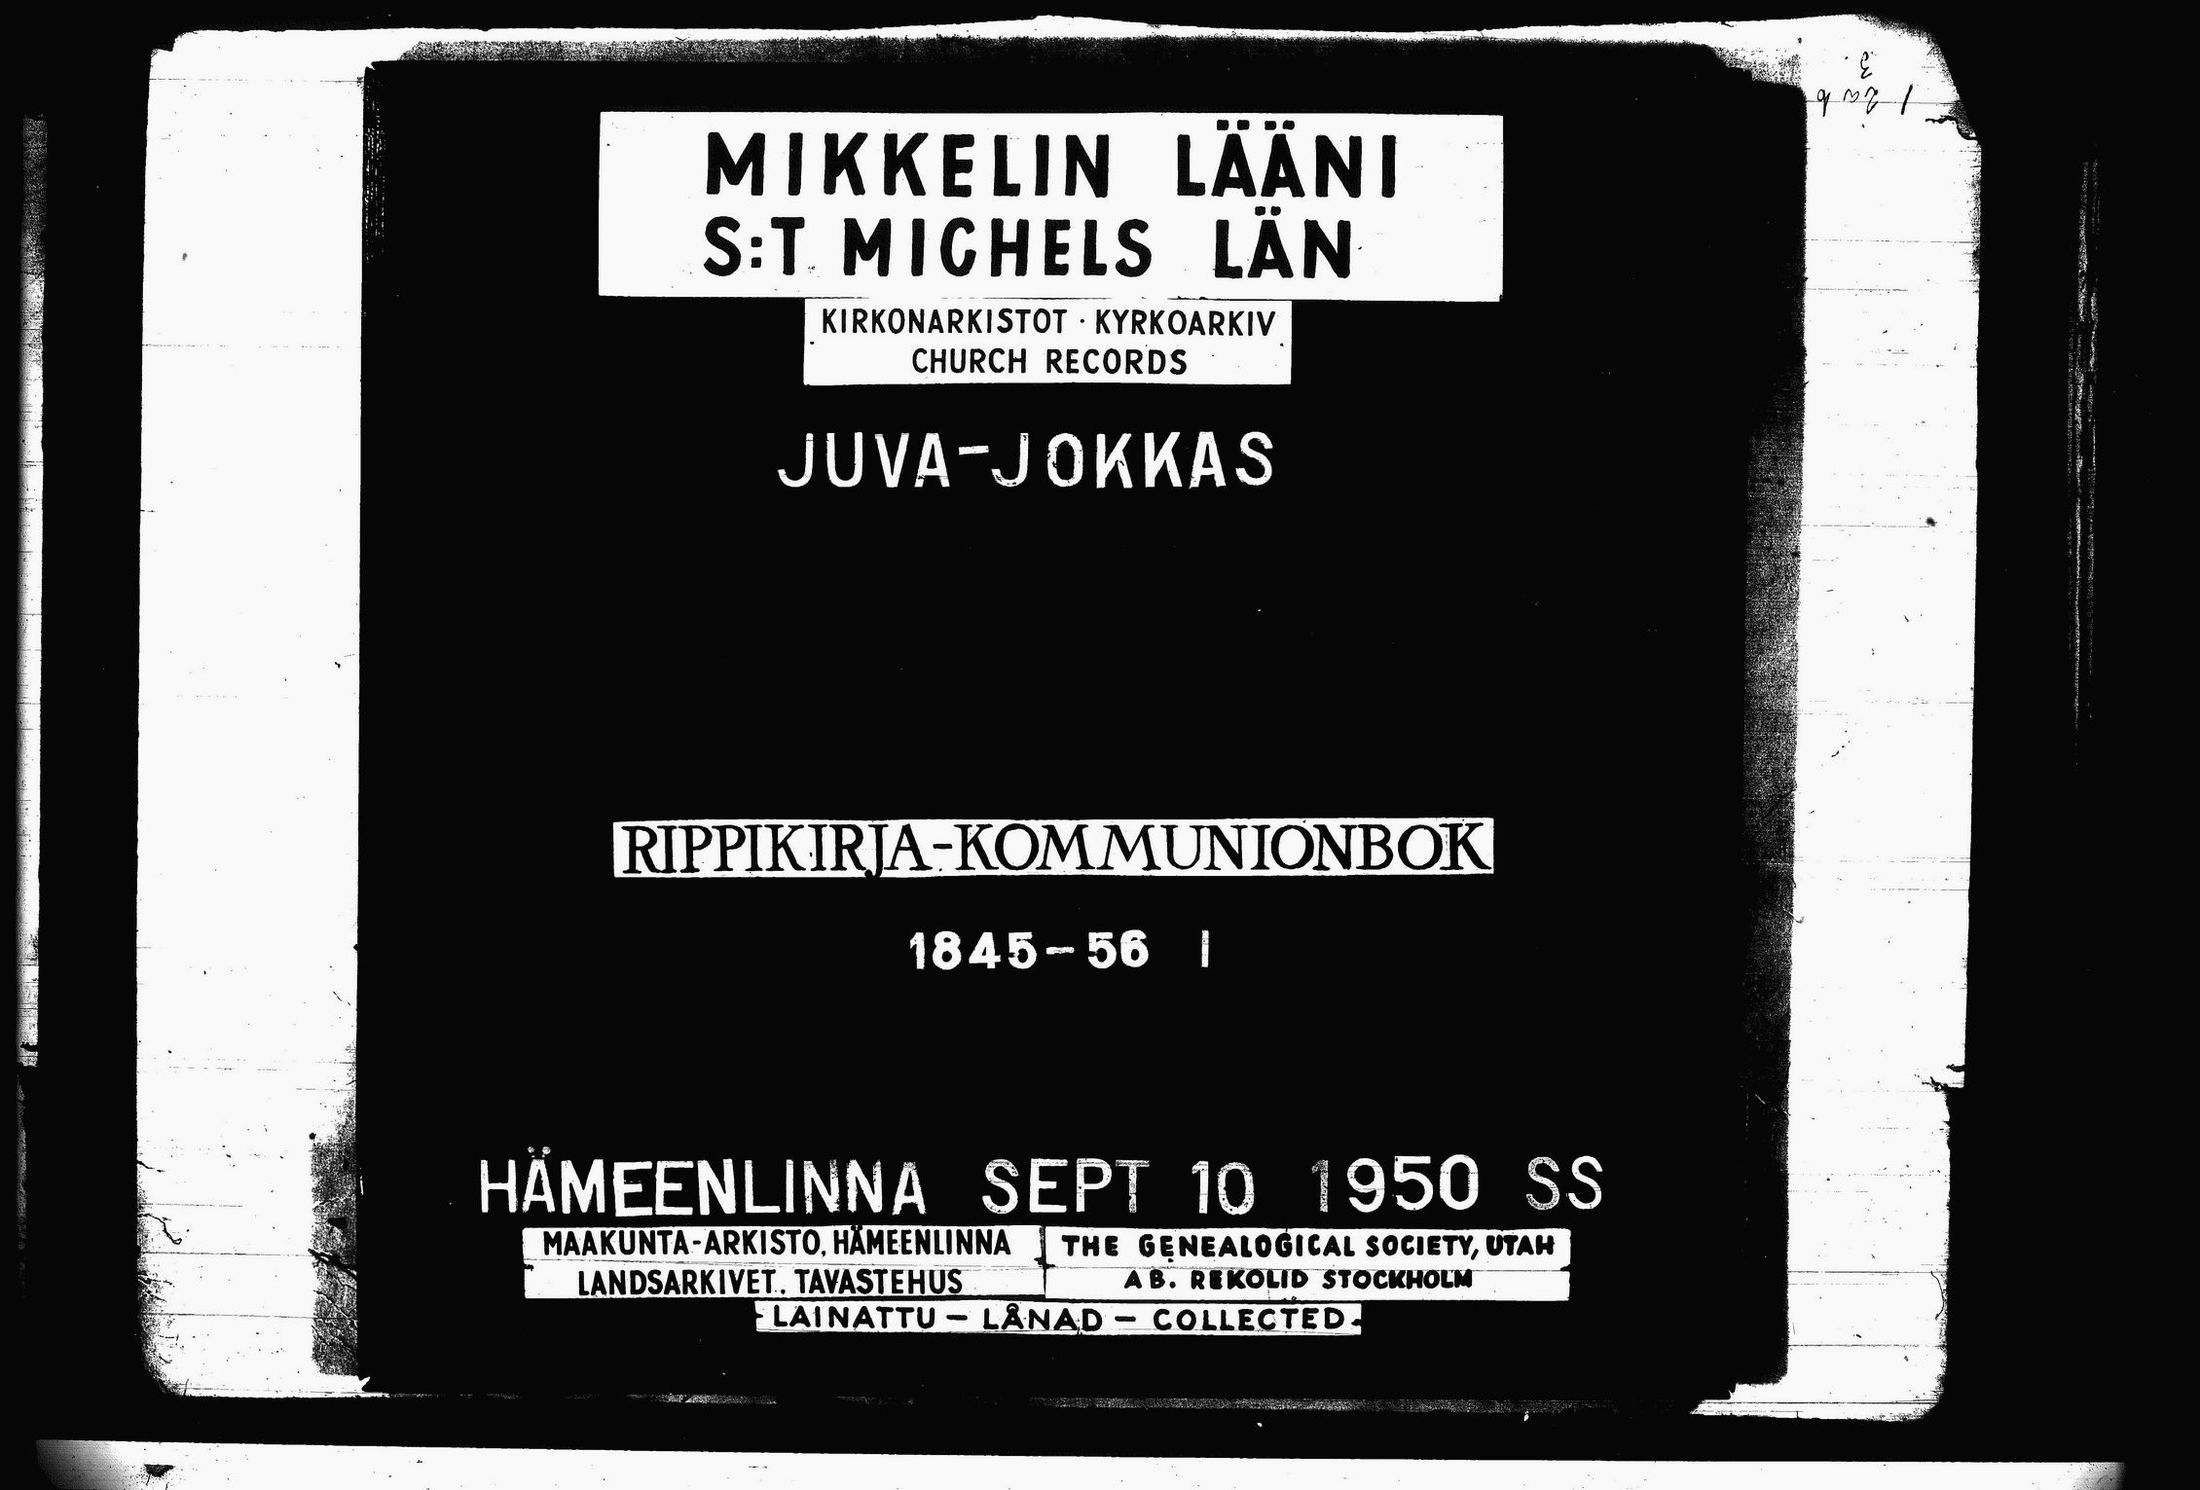 MIKKELIN LÄÄNI
S:T MICHELS LÄN
KIRKONARKISTOT · KYRKOARKIV
CHURCH RECORDS
JUVA-JOKKAS
RIPPIKIRJA-KOMMUNIONBOK
1845-56 I
HÄMEENLINNA SEPT 10 1950 SS
MAAKUNTA-ARKISTO, HÄMEENLINNA
LANDSARKIVET. TAVASTEHUS
THE GENEALOGICAL SOCIETY, UTAH
AB. REKOLID STOCKHOLM
LAINATTU - LÅNAD - COLLECTED